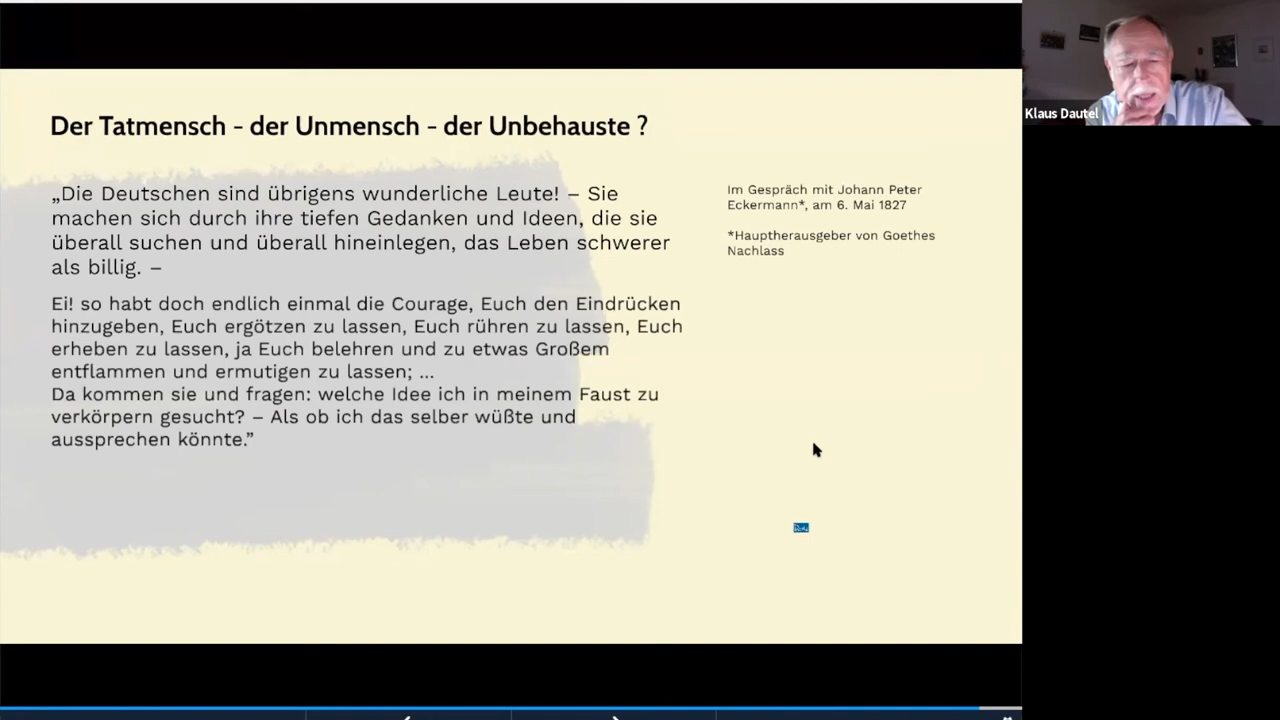 Der Tatmensch - der Unmensch - der Unbehauste ?
„Die Deutschen sind übrigens wunderliche Leute! – Sie
machen sich durch ihre tiefen Gedanken und Ideen, die sie
überall suchen und überall hineinlegen, das Leben schwerer
als billig. –
Ei! so habt doch endlich einmal die Courage, Euch den Eindrücken
hinzugeben, Euch ergötzen zu lassen, Euch rühren zu lassen, Euch
erheben zu lassen, ja Euch belehren und zu etwas Großem
entflammen und ermutigen zu lassen; ...
Da kommen sie und fragen: welche Idee ich in meinem Faust zu
verkörpern gesucht? – Als ob ich das selber wüßte und
aussprechen könnte.”
Im Gespräch mit Johann Peter
Eckermann*, am 6. Mai 1827
*Hauptherausgeber von Goethes
Nachlass
Klaus Dautel